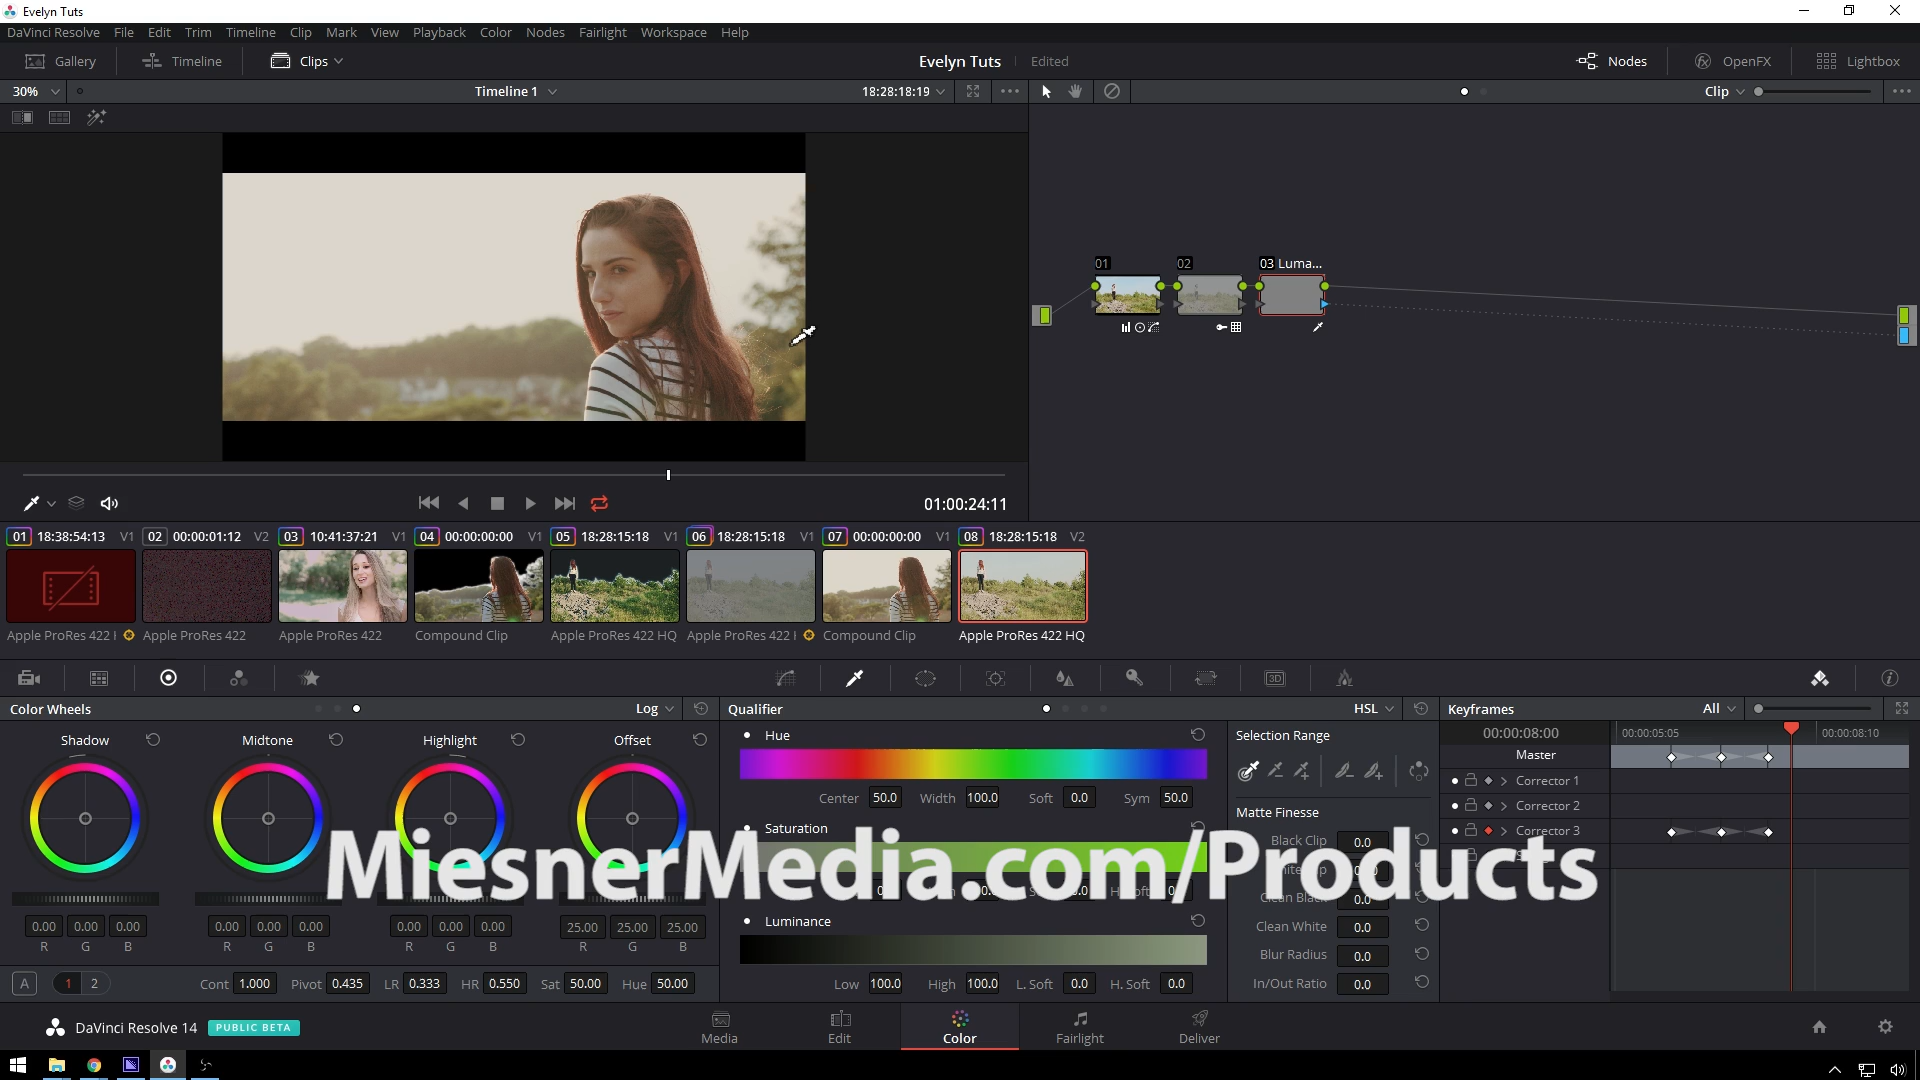 Evelyn Tuts
DaVinci Resolve File Edit Trim Timeline Clip Mark View Playback Color Nodes Fairlight Workspace Help
Gallery Timeline Clips Evelyn Tuts Edited Nodes OpenFX Lightbox
30% Timeline 1 18:28:18:19 Clip
01 02 03 Luma...
01:00:24:11
01 18:38:54:13 V1 02 00:00:01:12 V2 03 10:41:37:21 V1 04 00:00:00:00 V1 05 18:28:15:18 V1 06 18:28:15:18 V1 07 00:00:00:00 V1 08 18:28:15:18 V2
Apple ProRes 422 Apple ProRes 422 Apple ProRes 422 Compound Clip Apple ProRes 422 HQ Apple ProRes 422 Compound Clip Apple ProRes 422 HQ
3D
Color Wheels Log Qualifier HSL Keyframes All
Shadow Midtone Highlight Offset Hue Selection Range 00:00:08:00 00:00:05:05 00:00:08:10
Master
Center 50.0 Width 100.0 Soft 0.0 Sym 50.0 Corrector 1
Corrector 2
Saturation Matte Finesse Corrector 3
Black Clip 0.0
MiesnerMedia.com/Products
Clean Black 0.0
0.00 0.00 0.00 0.00 0.00 0.00 0.00 0.00 0.00 25.00 25.00 25.00 Luminance Clean White 0.0
R G B R G B R G B R G B Blur Radius 0.0
A 1 2 Cont 1.000 Pivot 0.435 LR 0.333 HR 0.550 Sat 50.00 Hue 50.00 Low 100.0 High 100.0 L. Soft 0.0 H. Soft 0.0 In/Out Ratio 0.0
DaVinci Resolve 14 PUBLIC BETA Media Edit Color Fairlight Deliver